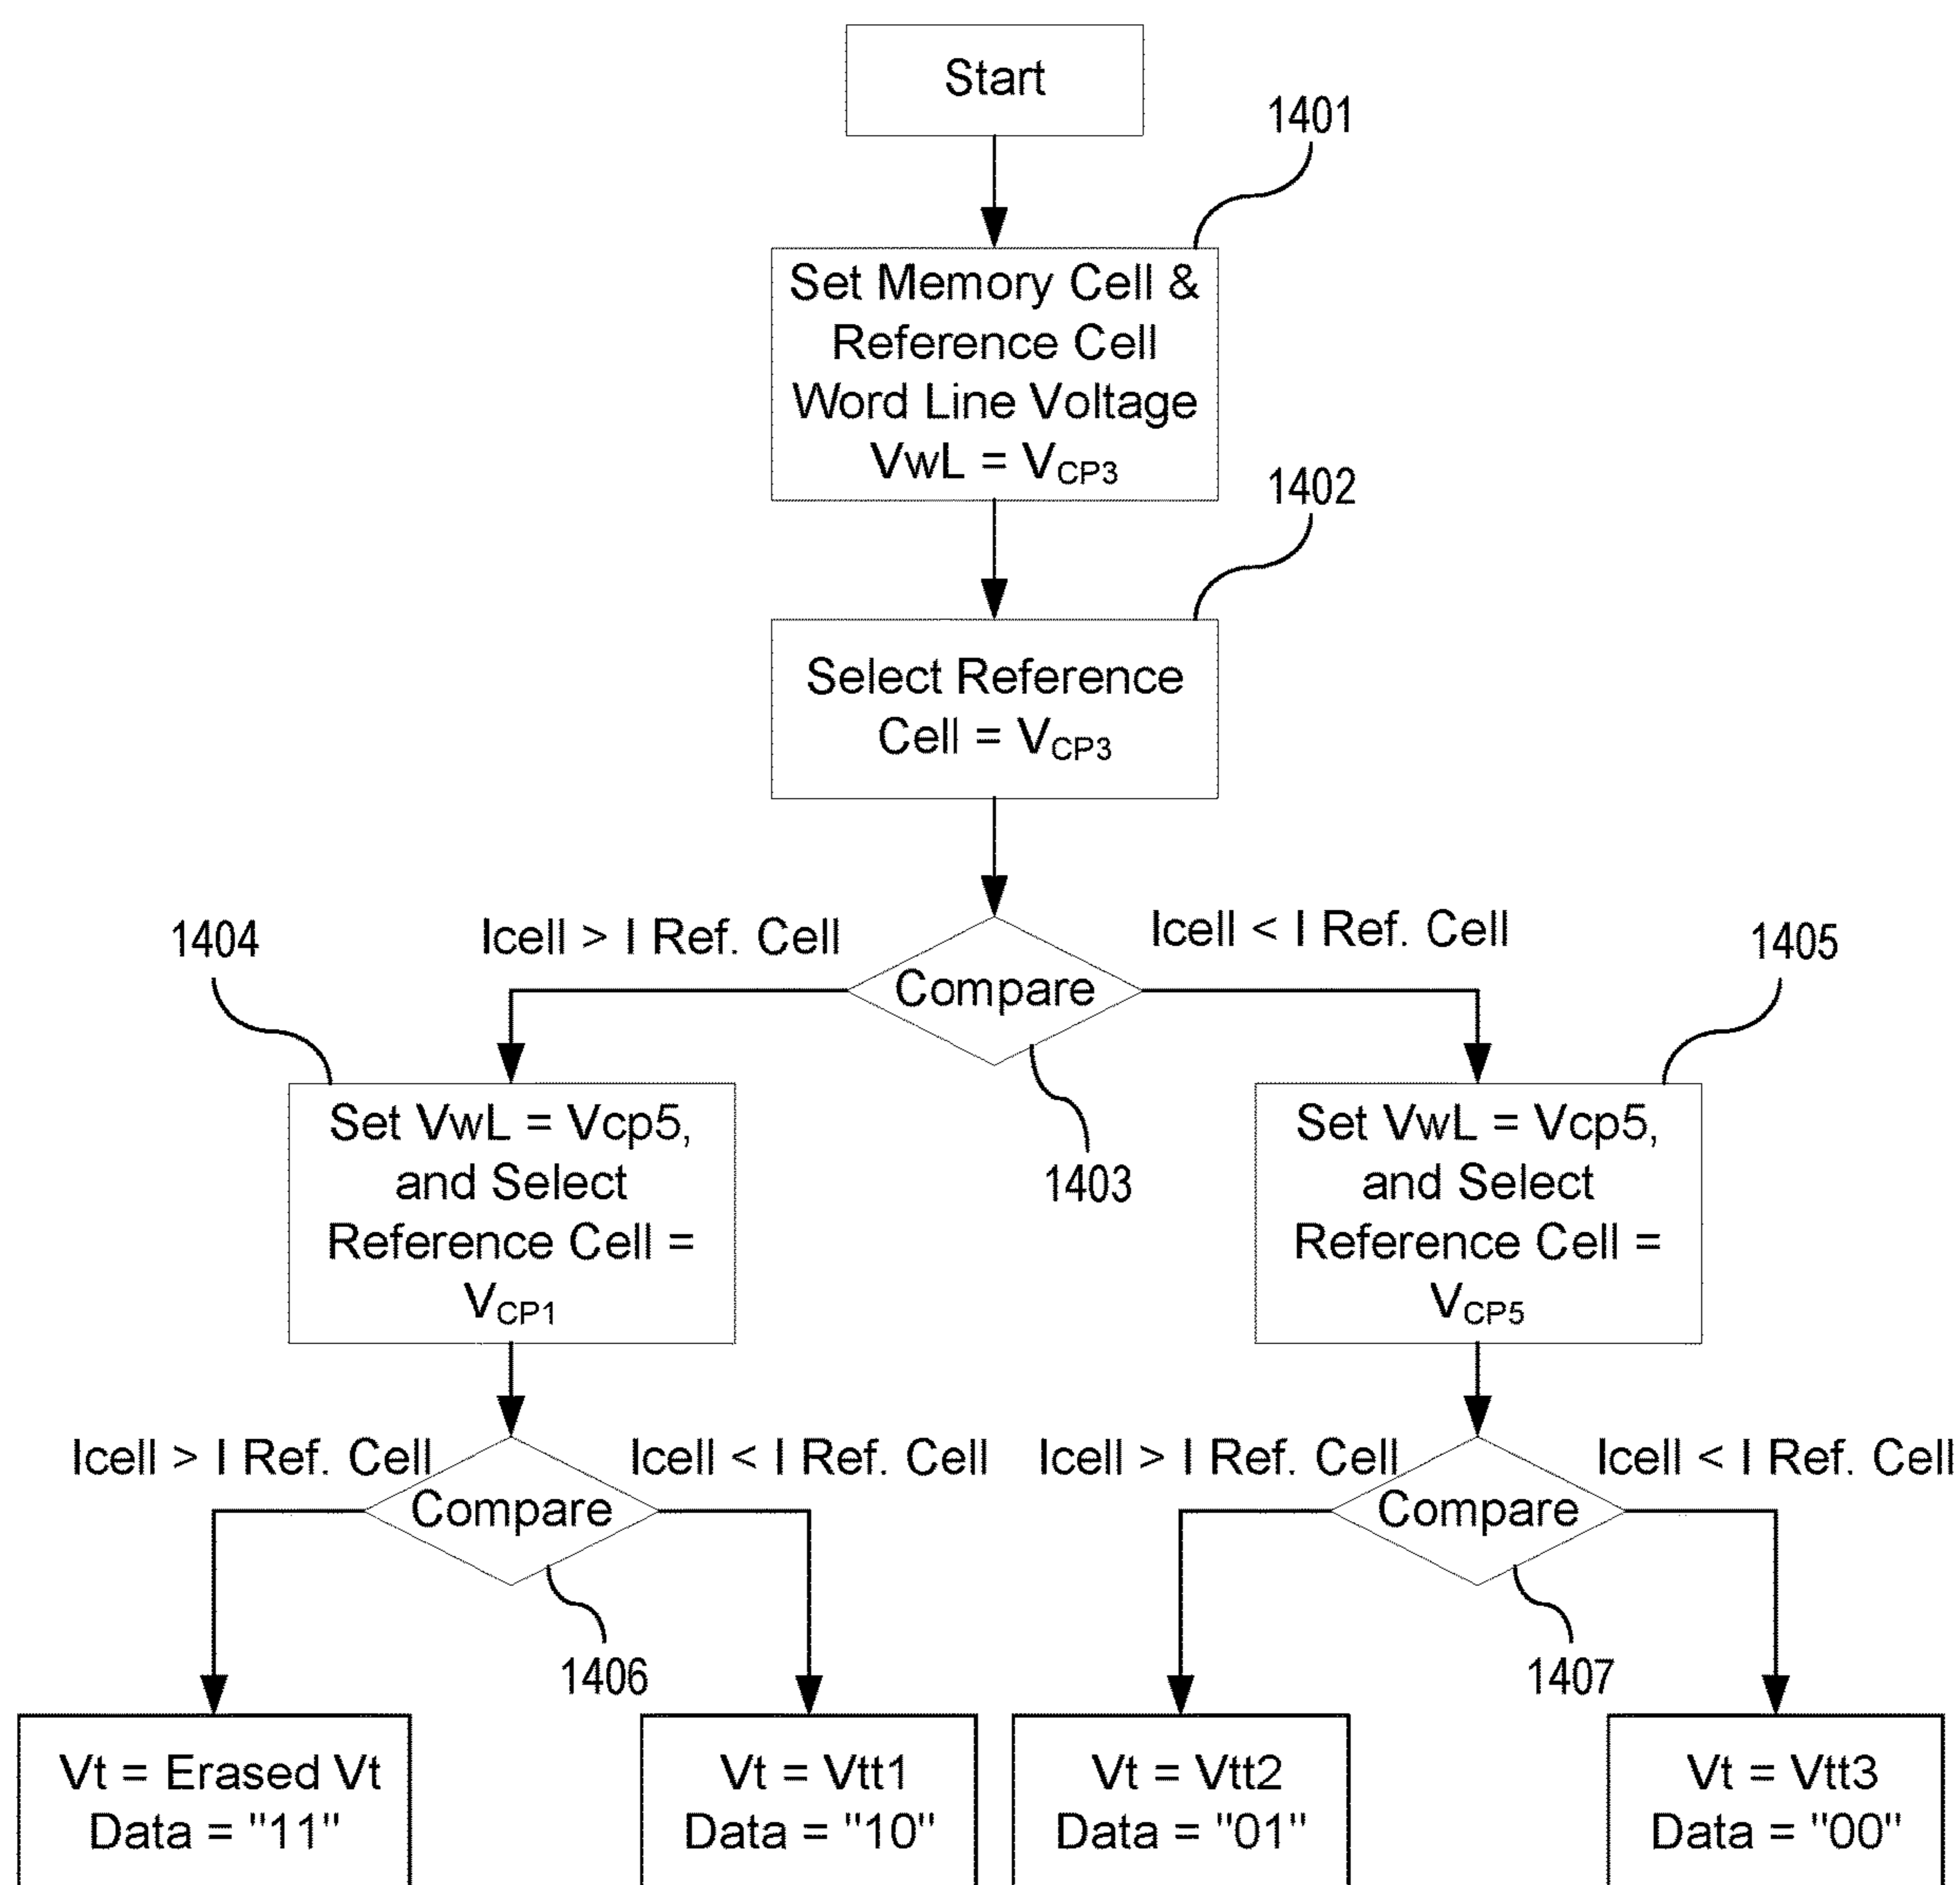 Start
1401
Set Memory Cell &
Reference Cell
Word Line Voltage
VwL = VCP3
1402
Select Reference
Cell = VCP3
Icell > I Ref. Cell
Icell < I Ref. Cell
1404
Compare
1405
1403
Set VwL = Vcp5,
and Select
Reference Cell =
VCP1
Set VwL = Vcp5,
and Select
Reference Cell =
VCP5
Icell > I Ref. Cell
Icell < I Ref. Cell
Icell > I Ref. Cell
Icell < I Ref. Cell
Compare
Compare
1406
1407
Vt = Erased Vt
Data = "11"
Vt = Vtt1
Data = "10"
Vt = Vtt2
Data = "01"
Vt = Vtt3
Data = "00"